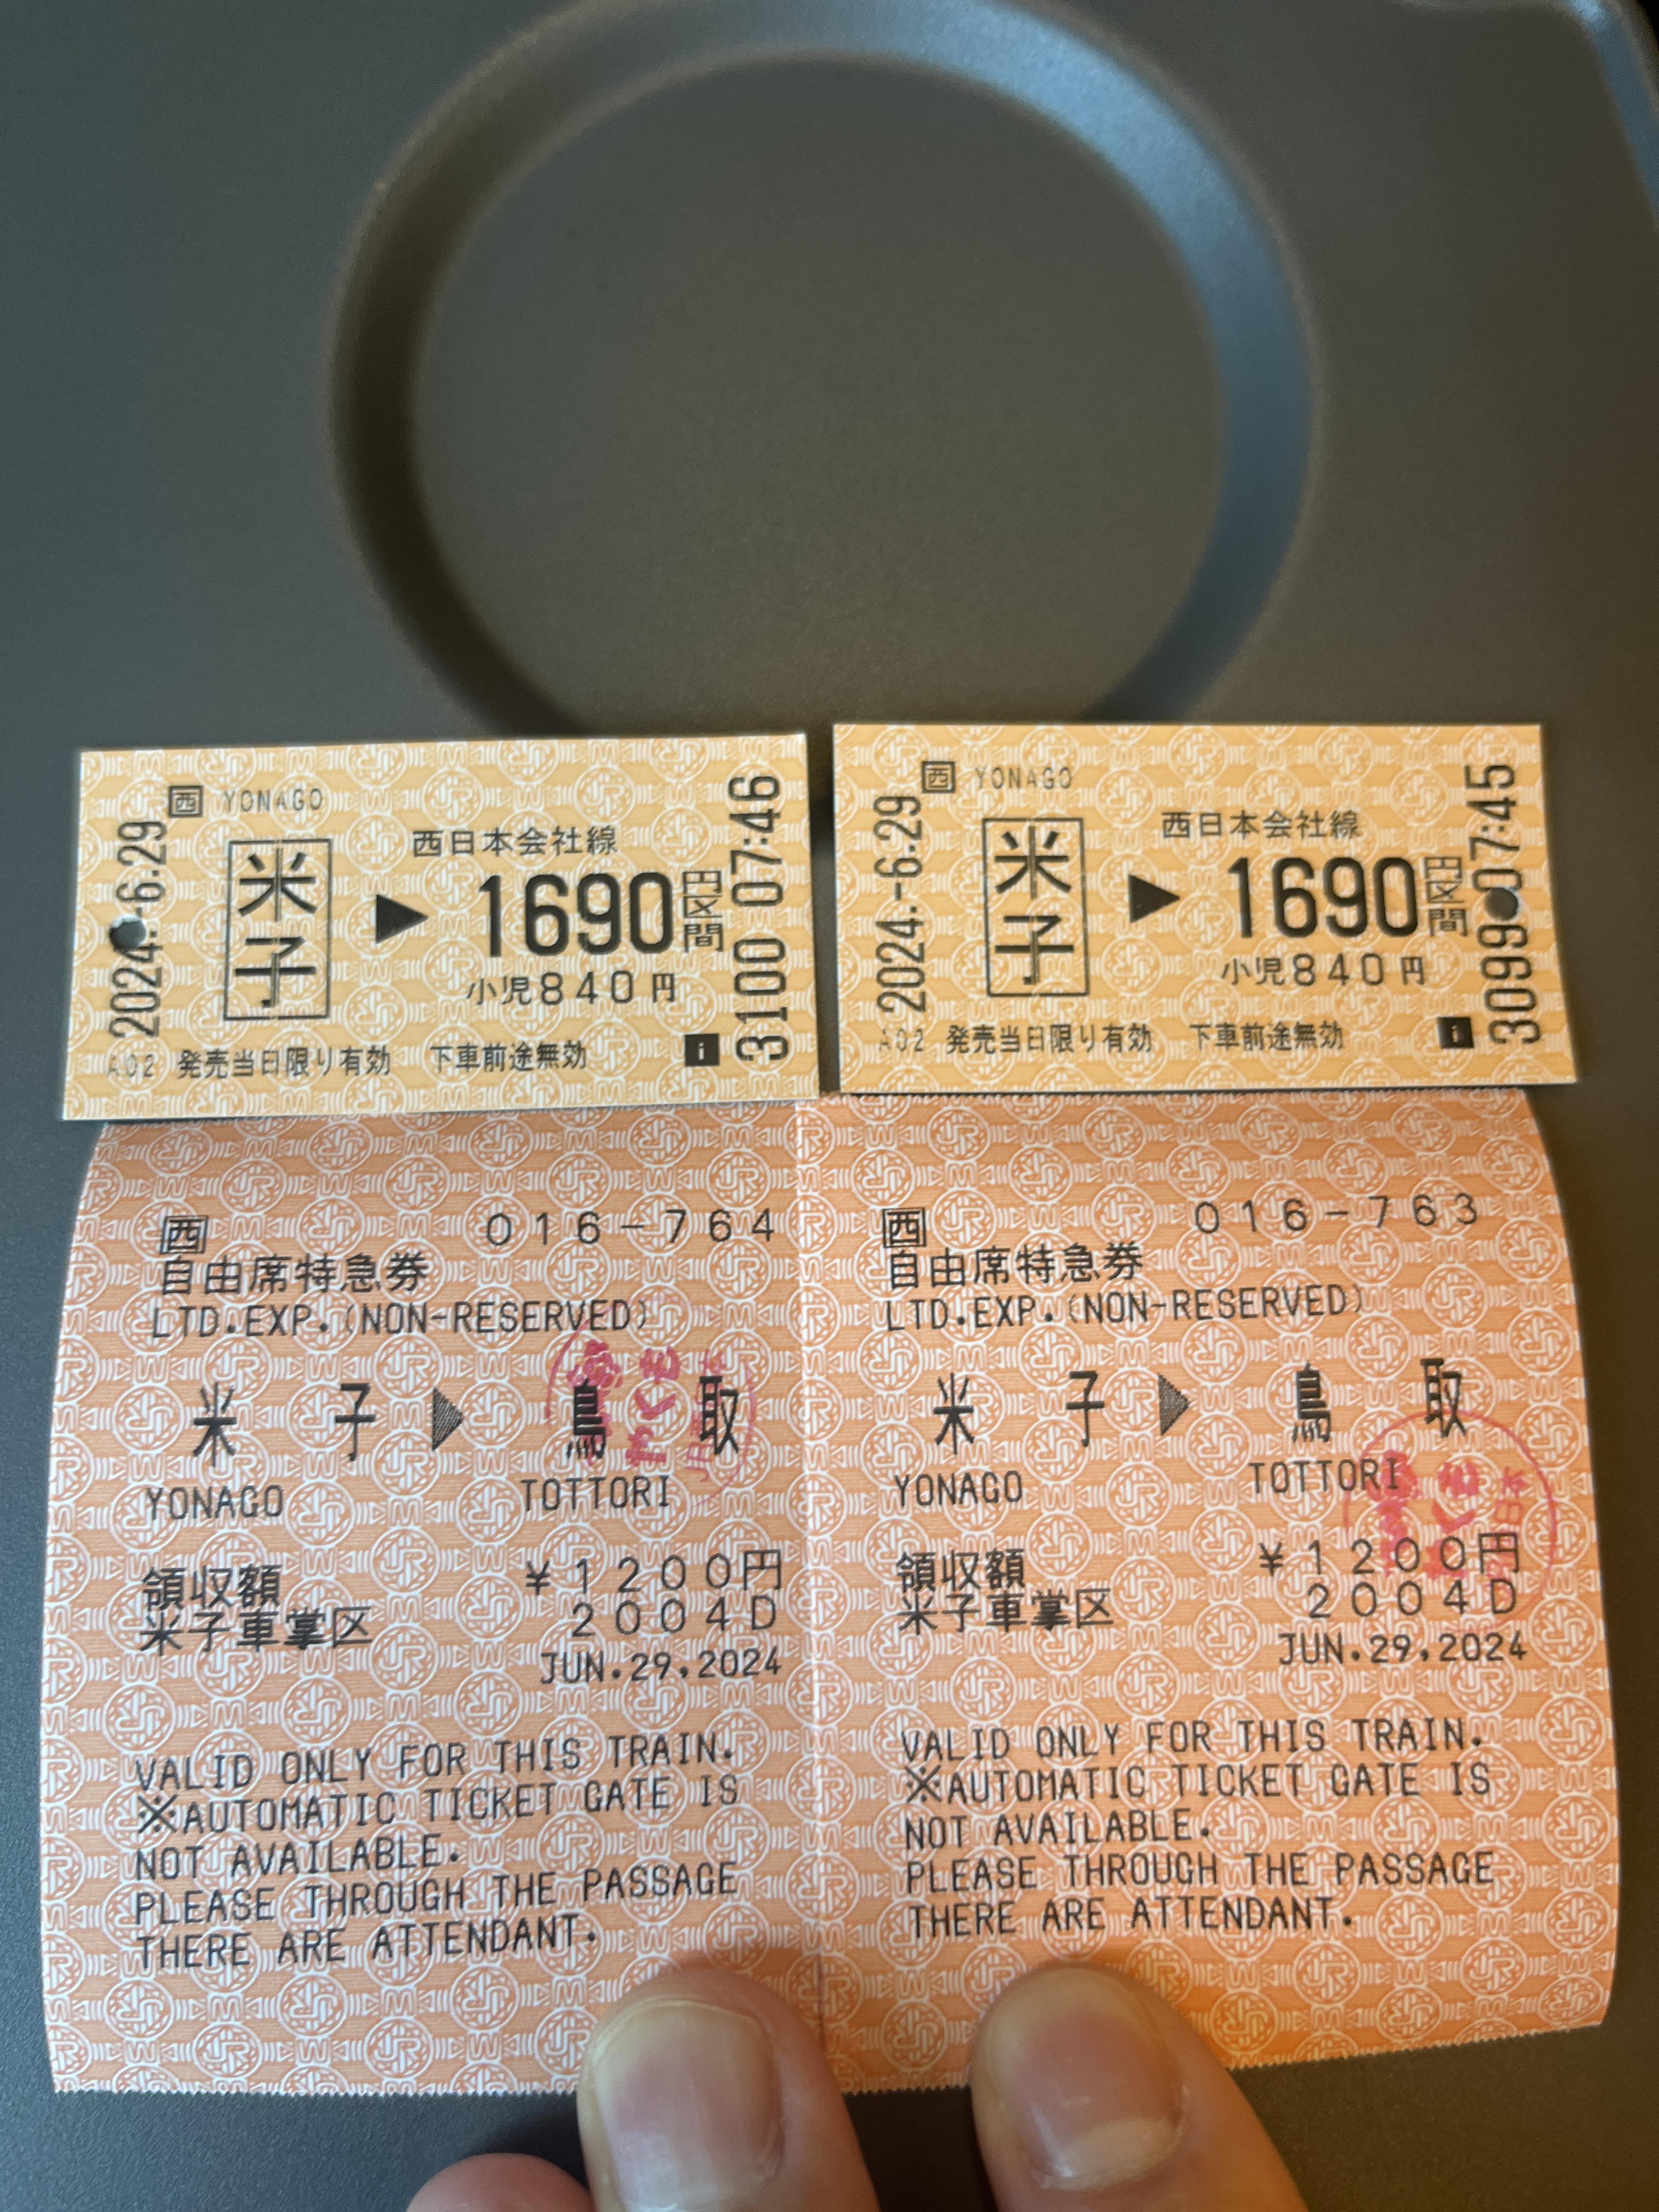 西 YONAGO
2024.-6.29
米子
▶
西日本会社線
1690円区間
小児840円
A02 発売当日限り有効 下車前途無効
i
3100 07:46
西 YONAGO
2024.-6.29
米子
▶
西日本会社線
1690円区間
小児840円
A02 発売当日限り有効 下車前途無効
i
3099 07:45
西 016-764
自由席特急券
LTD.EXP.(NON-RESERVED)
米子▶鳥取
YONAGO TOTTORI
領収額 ¥1200円
米子車掌区 2004D
JUN.29,2024
VALID ONLY FOR THIS TRAIN.
※AUTOMATIC TICKET GATE IS
NOT AVAILABLE.
PLEASE THROUGH THE PASSAGE
THERE ARE ATTENDANT.
西 016-763
自由席特急券
LTD.EXP.(NON-RESERVED)
米子▶鳥取
YONAGO TOTTORI
領収額 ¥1200円
米子車掌区 2004D
JUN.29,2024
VALID ONLY FOR THIS TRAIN.
※AUTOMATIC TICKET GATE IS
NOT AVAILABLE.
PLEASE THROUGH THE PASSAGE
THERE ARE ATTENDANT.